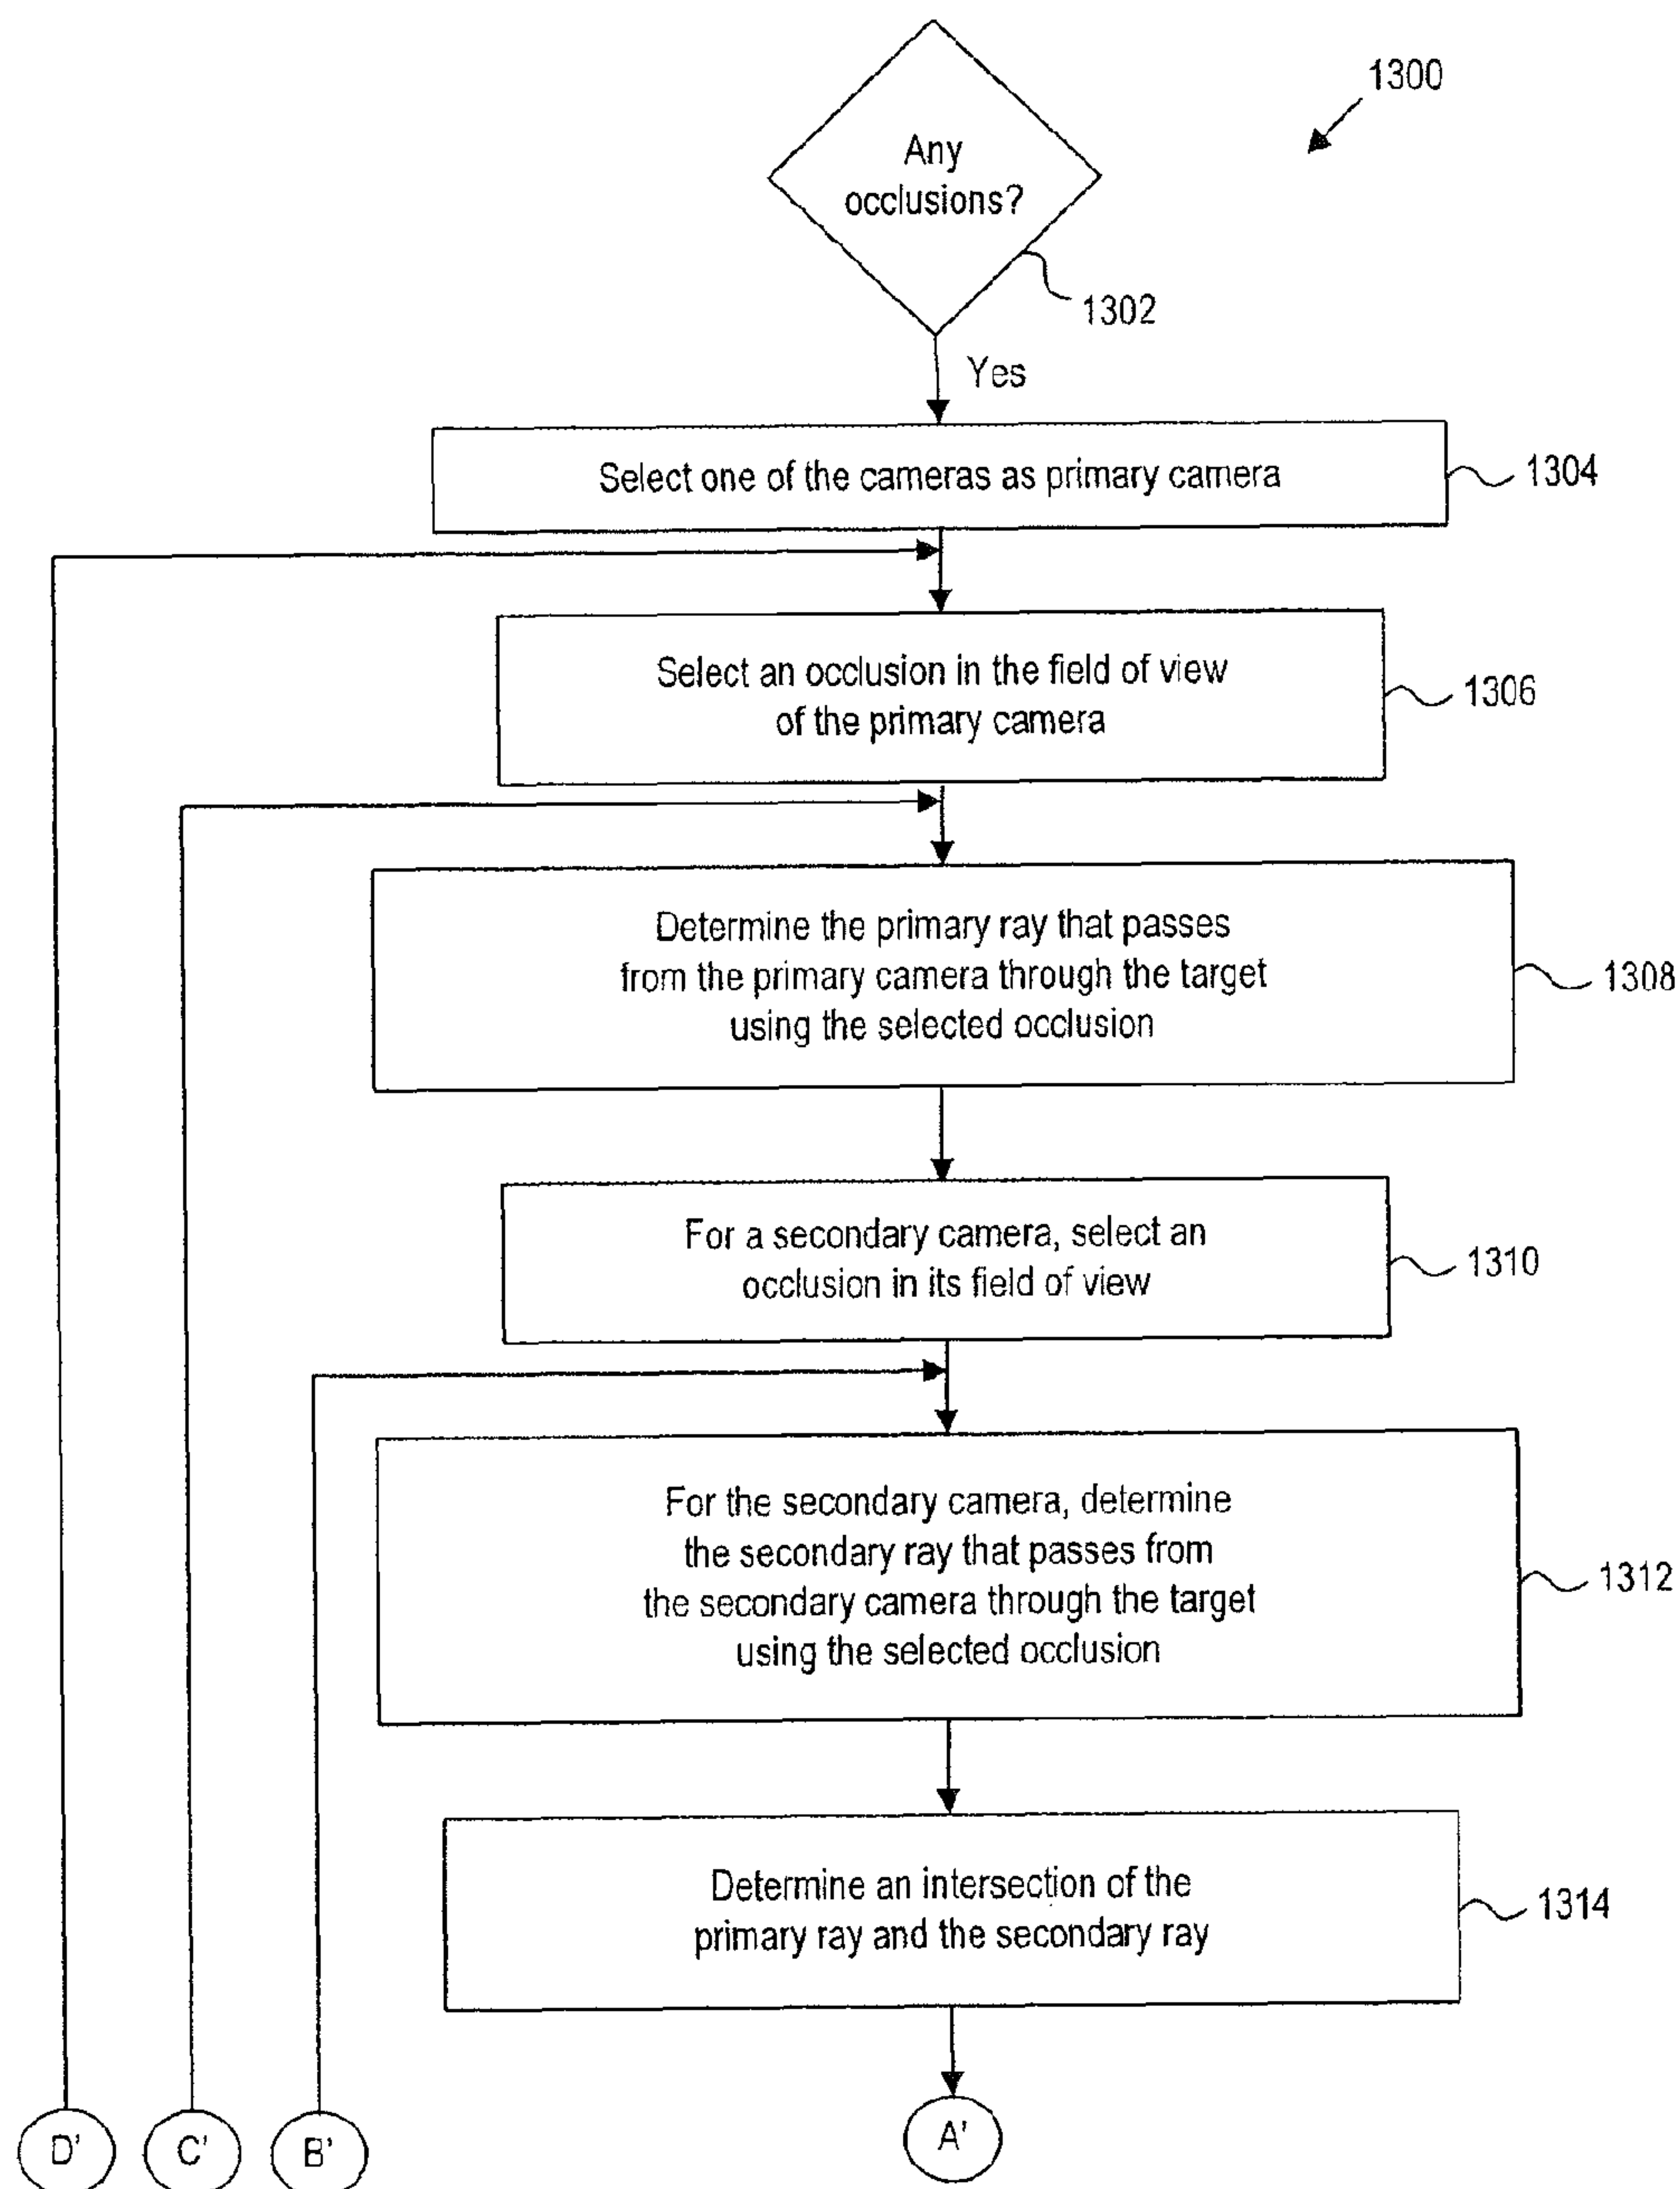 1300
Any
occlusions?
1302
Yes
Select one of the cameras as primary camera
1304
Select an occlusion in the field of view
of the primary camera
1306
Determine the primary ray that passes
from the primary camera through the target
using the selected occlusion
1308
For a secondary camera, select an
occlusion in its field of view
1310
For the secondary camera, determine
the secondary ray that passes from
the secondary camera through the target
using the selected occlusion
1312
Determine an intersection of the
primary ray and the secondary ray
1314
D'
C'
B'
A'